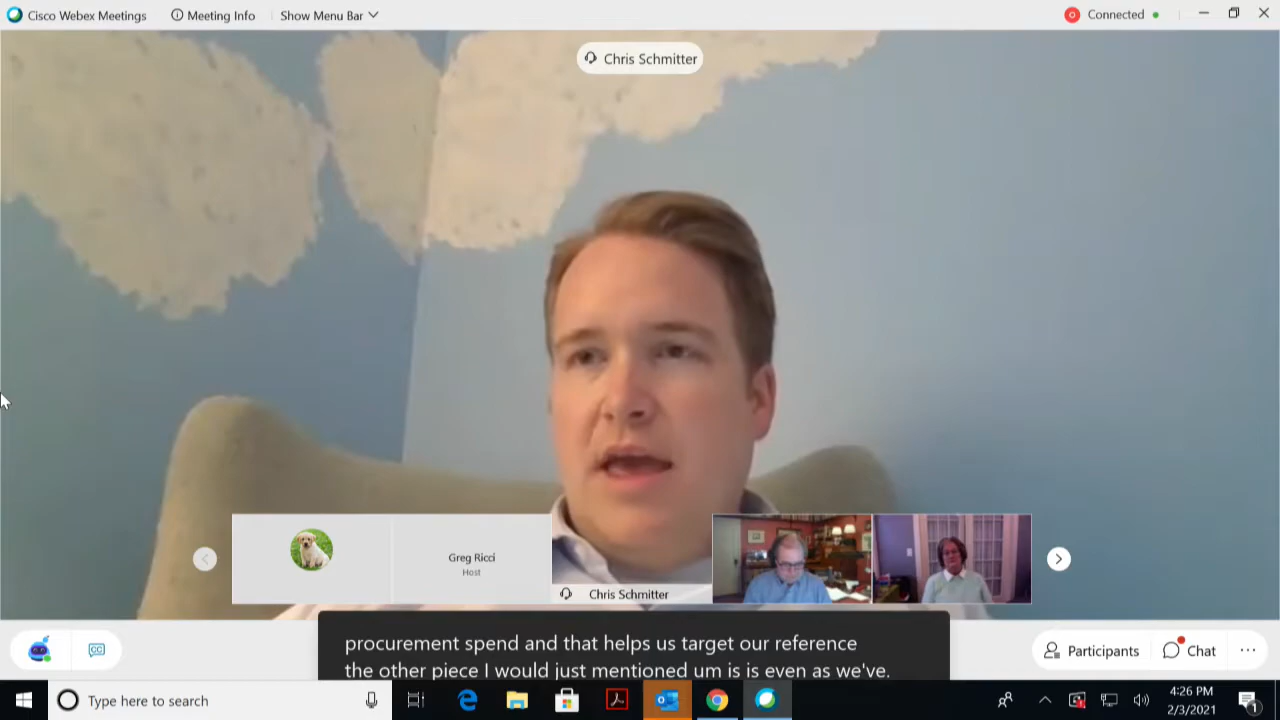 Cisco Webex Meetings
Meeting Info
Show Menu Bar
Connected
Chris Schmitter
Greg Ricci
Host
Chris Schmitter
procurement spend and that helps us target our reference
the other piece I would just mentioned um is is even as we've.
CC
Participants
Chat
Type here to search
4:26 PM
2/3/2021
1